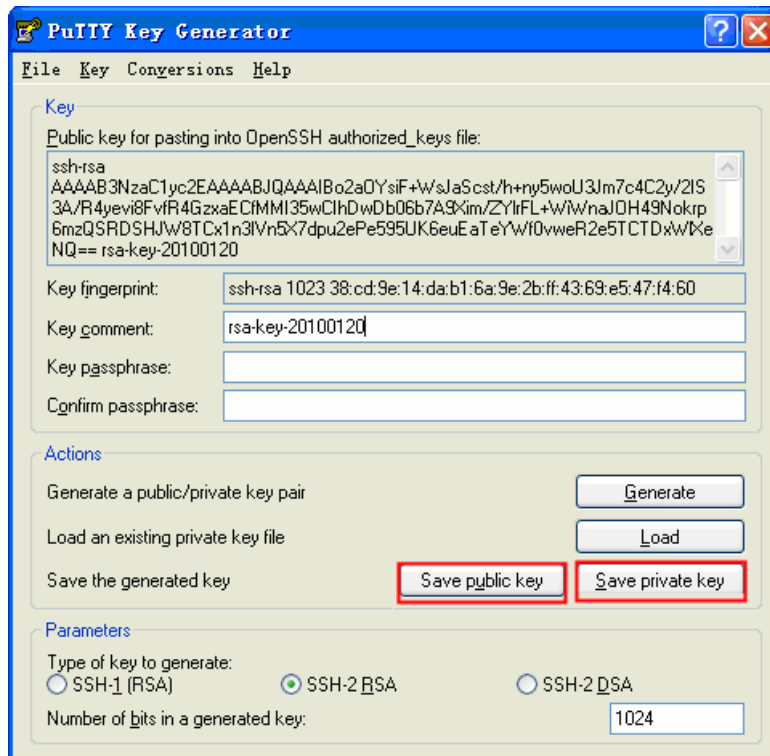 PuTTY Key Generator
File Key Conversions Help
Key
Public key for pasting into OpenSSH authorized_keys file:
ssh-rsa
AAAAB3NzaC1yc2EAAAABJQAAAIBo2aOYsiF+WsJaScst/h+ny5woU3Jm7c4C2y/2IS
3A/R4yevi8FvfR4GzxaECfMMI35wClhDwDb06b7A9Xim/ZYIrFL+WiWnaJOH49Nokrp
6mzQSRDSHJW8TCx1n3IVn5X7dpu2ePe595UK6euEaTeYWf0vweR2e5TCTDxWIXe
NQ== rsa-key-20100120
Key fingerprint: ssh-rsa 1023 38:cd:9e:14:da:b1:6a:9e:2b:ff:43:69:e5:47:f4:60
Key comment: rsa-key-20100120
Key passphrase:
Confirm passphrase:
Actions
Generate a public/private key pair Generate
Load an existing private key file Load
Save the generated key Save public key Save private key
Parameters
Type of key to generate:
SSH-1 (RSA) SSH-2 RSA SSH-2 DSA
Number of bits in a generated key: 1024